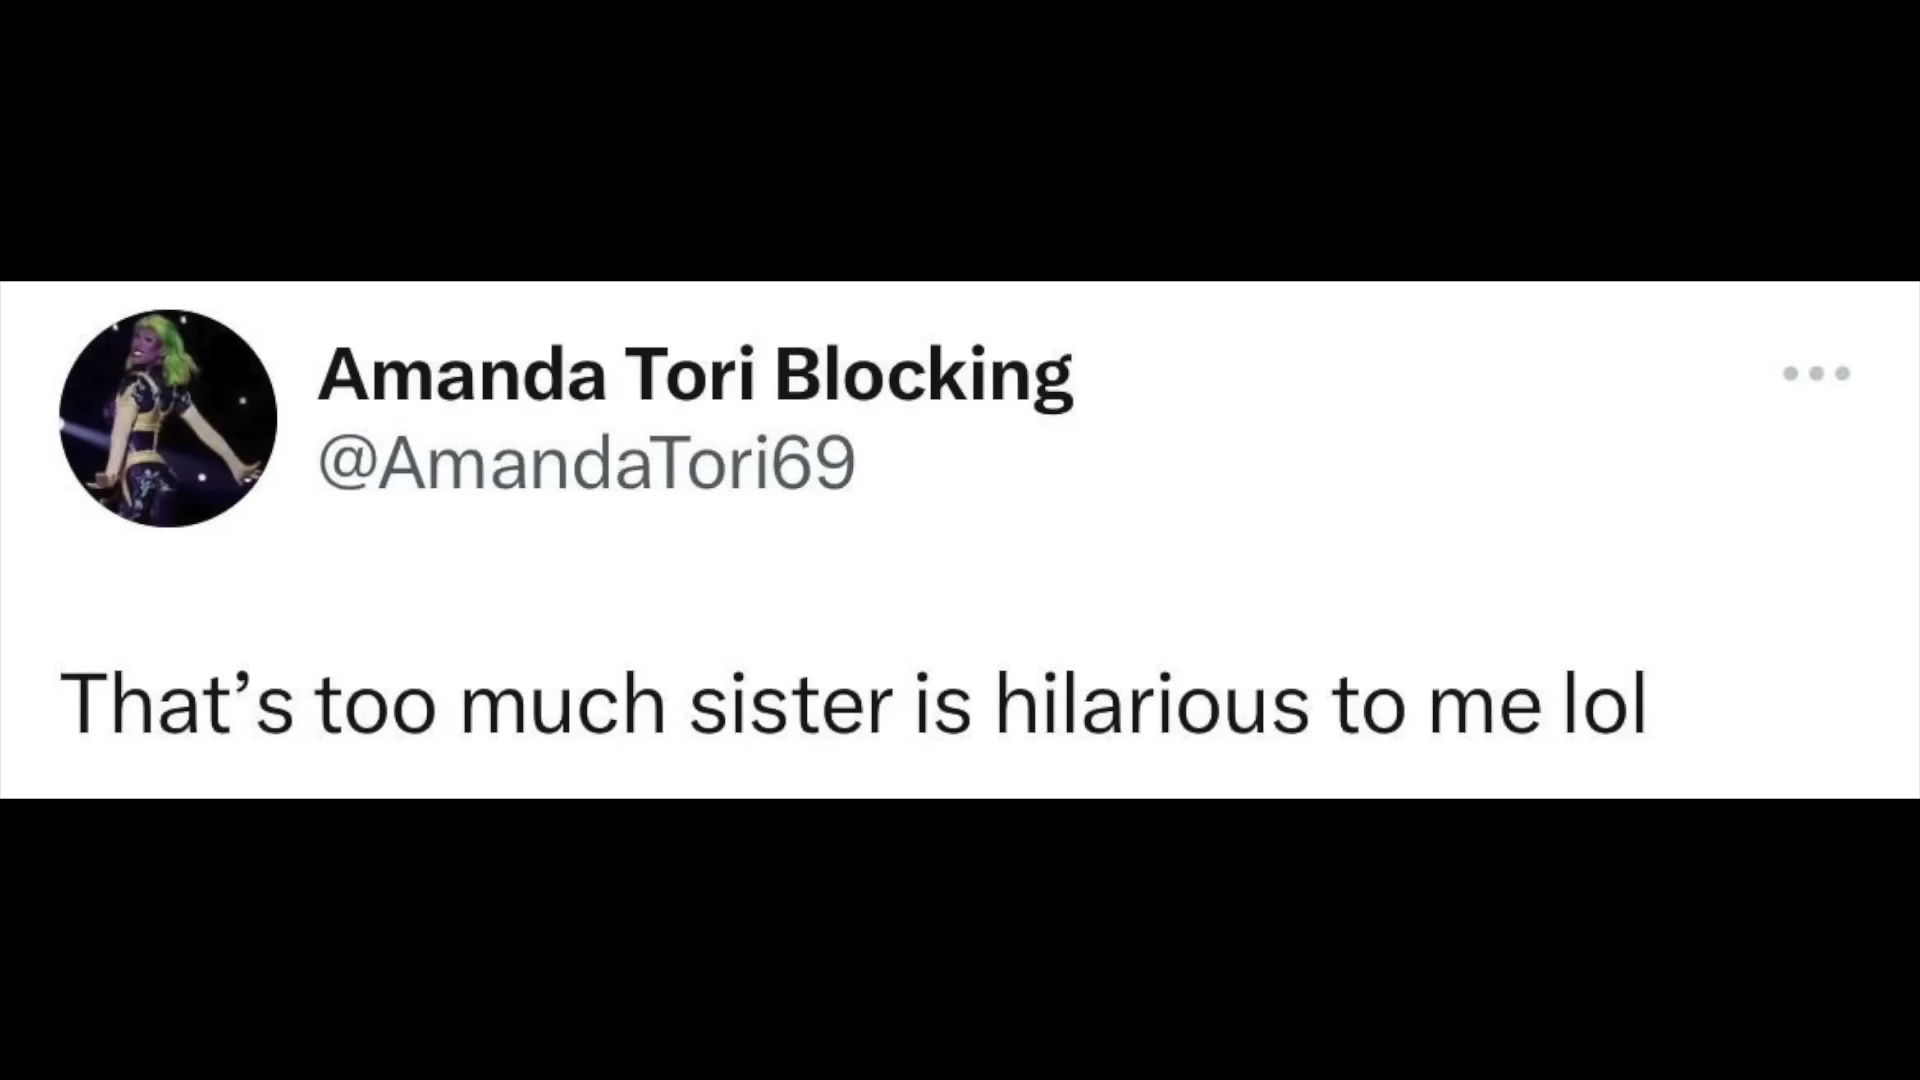 Amanda Tori Blocking
@AmandaTori69
That’s too much sister is hilarious to me lol